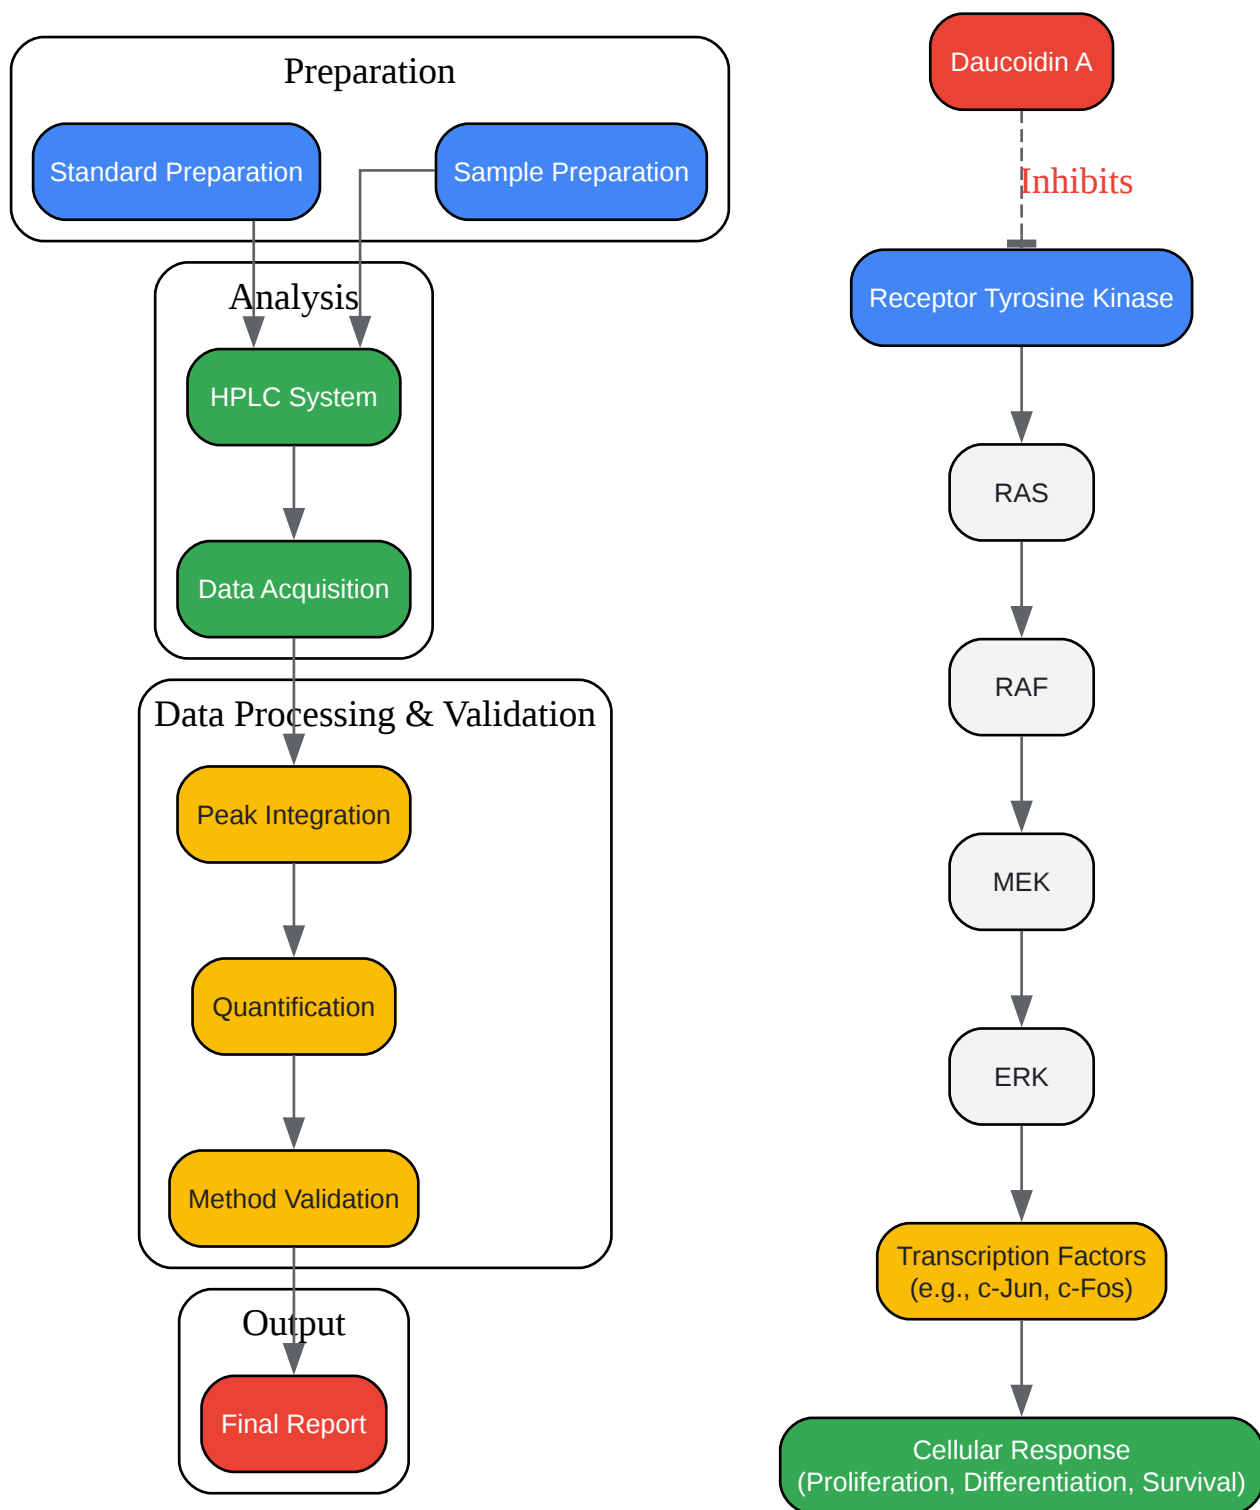 Preparation
Standard Preparation
Sample Preparation
Analysis
HPLC System
Data Acquisition
Data Processing & Validation
Peak Integration
Quantification
Method Validation
Output
Final Report
Daucoidin A
Inhibits
Receptor Tyrosine Kinase
RAS
RAF
MEK
ERK
Transcription Factors
(e.g., c-Jun, c-Fos)
Cellular Response
(Proliferation, Differentiation, Survival)